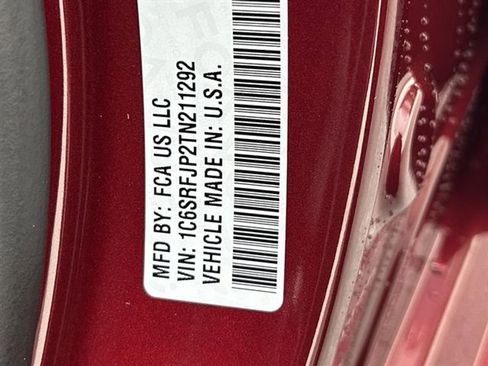 MFD BY: FCA US LLC
VIN: 1C6SRFJP2TN211292
VEHICLE MADE IN: U.S.A.